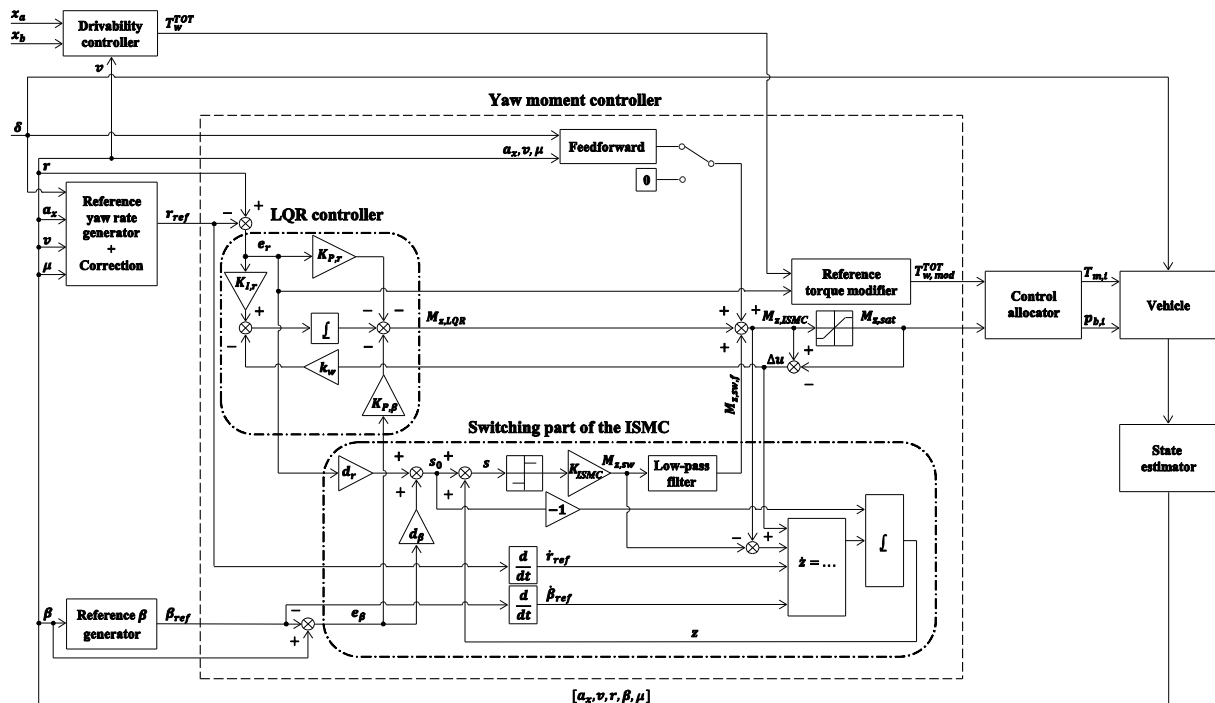 x_a
x_b
Drivability
controller
T_w^TOT
v
Yaw moment controller
δ
a_x, v, μ
Feedforward
0
r
a_x
v
μ
Reference
yaw rate
generator
+
Correction
r_ref
−
+
LQR controller
e_r
K_P,r
K_I,r
+
−
∫
−
−
−
−
M_z,LQR
k_w
K_P,β
+
+
+
M_z,ISMC
M_z,sat
Δu
+
−
M_z,sw,f
Reference
torque modifier
T_w,mod^TOT
Control
allocator
T_m,i
p_b,i
Vehicle
State
estimator
Switching part of the ISMC
d_r
+
+
s_0
+
+
s
K_ISMC
M_z,sw
Low-pass
filter
−1
d_β
−
+
ż = ...
∫
d
dt
ṙ_ref
d
dt
β̇_ref
z
β
Reference β
generator
β_ref
−
+
e_β
[a_x, v, r, β, μ]